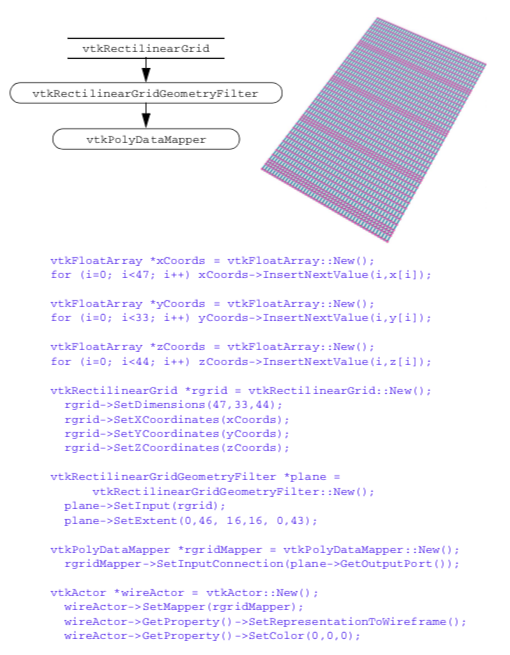 vtkRectilinearGrid
vtkRectilinearGridGeometryFilter
vtkPolyDataMapper
vtkFloatArray *xCoords = vtkFloatArray::New();
for (i=0; i<47; i++) xCoords->InsertNextValue(i,x[i]);
vtkFloatArray *yCoords = vtkFloatArray::New();
for (i=0; i<33; i++) yCoords->InsertNextValue(i,y[i]);
vtkFloatArray *zCoords = vtkFloatArray::New();
for (i=0; i<44; i++) zCoords->InsertNextValue(i,z[i]);
vtkRectilinearGrid *rgrid = vtkRectilinearGrid::New();
rgrid->SetDimensions(47,33,44);
rgrid->SetXCoordinates(xCoords);
rgrid->SetYCoordinates(yCoords);
rgrid->SetZCoordinates(zCoords);
vtkRectilinearGridGeometryFilter *plane =
vtkRectilinearGridGeometryFilter::New();
plane->SetInput(rgrid);
plane->SetExtent(0,46, 16,16, 0,43);
vtkPolyDataMapper *rgridMapper = vtkPolyDataMapper::New();
rgridMapper->SetInputConnection(plane->GetOutputPort());
vtkActor *wireActor = vtkActor::New();
wireActor->SetMapper(rgridMapper);
wireActor->GetProperty()->SetRepresentationToWireframe();
wireActor->GetProperty()->SetColor(0,0,0);